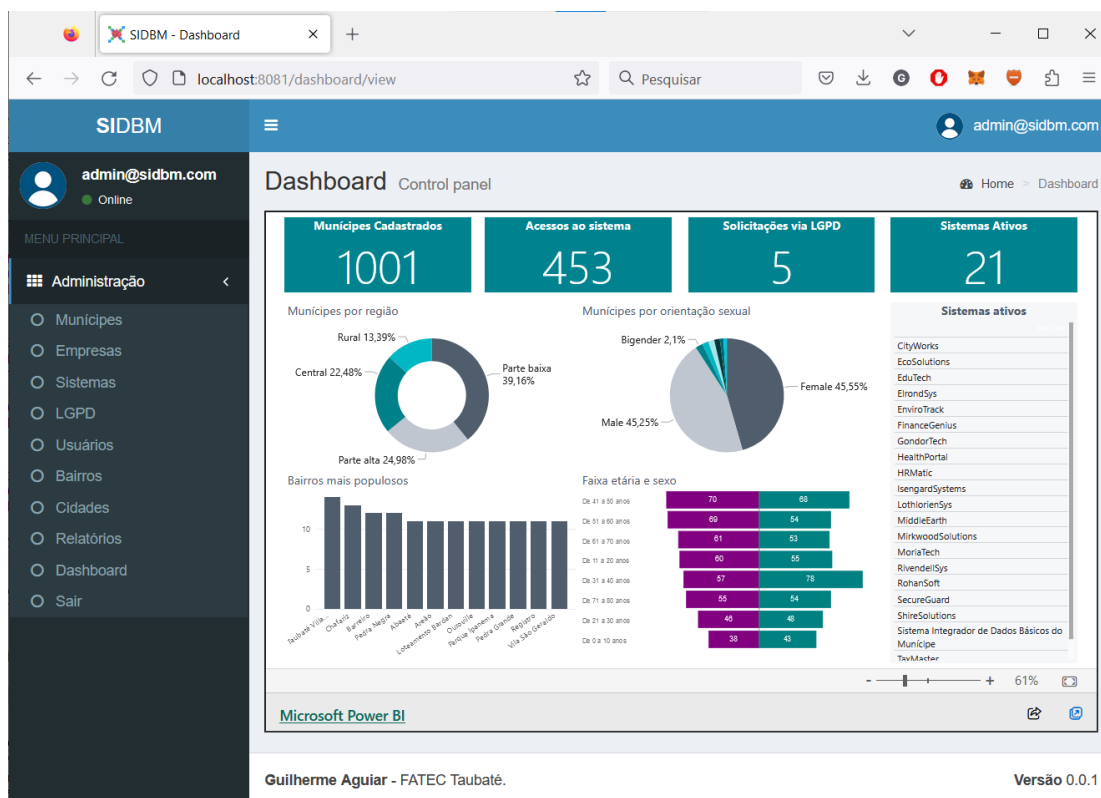 SIDBM - Dashboard
localhost:8081/dashboard/view
Pesquisar
SIDBM
admin@sidbm.com
admin@sidbm.com
Online
Dashboard Control panel
Home > Dashboard
MENU PRINCIPAL
Administração
Munícipes
Empresas
Sistemas
LGPD
Usuários
Bairros
Cidades
Relatórios
Dashboard
Sair
Munícipes Cadastrados
1001
Acessos ao sistema
453
Solicitações via LGPD
5
Sistemas Ativos
21
Munícipes por região
Rural 13,39%
Central 22,48%
Parte baixa
39,16%
Parte alta 24,98%
Munícipes por orientação sexual
Bigender 2,1%
Female 45,55%
Male 45,25%
Sistemas ativos
CityWorks
EcoSolutions
EduTech
ElrondSys
EnviroTrack
FinanceGenius
GondorTech
HealthPortal
HRMatic
IsengardSystems
LothlorienSys
MiddleEarth
MirkwoodSolutions
MoriaTech
RivendellSys
RohanSoft
SecureGuard
ShireSolutions
Sistema Integrador de Dados Básicos do
Munícipe
TaxMaster
Bairros mais populosos
10
5
0
Taubaté Villa...
Chafariz
Barreiro
Pedra Negra
Abaeté
Areão
Loteamento Bardan
Ouroville
Parque Ipanema
Pedra Grande
Registro
Vila São Geraldo
Faixa etária e sexo
De 41 a 50 anos 70 68
De 51 a 60 anos 69 54
De 61 a 70 anos 61 53
De 11 a 20 anos 60 55
De 31 a 40 anos 57 78
De 71 a 80 anos 55 54
De 21 a 30 anos 46 48
De 0 a 10 anos 38 43
- + 61%
Microsoft Power BI
Guilherme Aguiar - FATEC Taubaté.
Versão 0.0.1